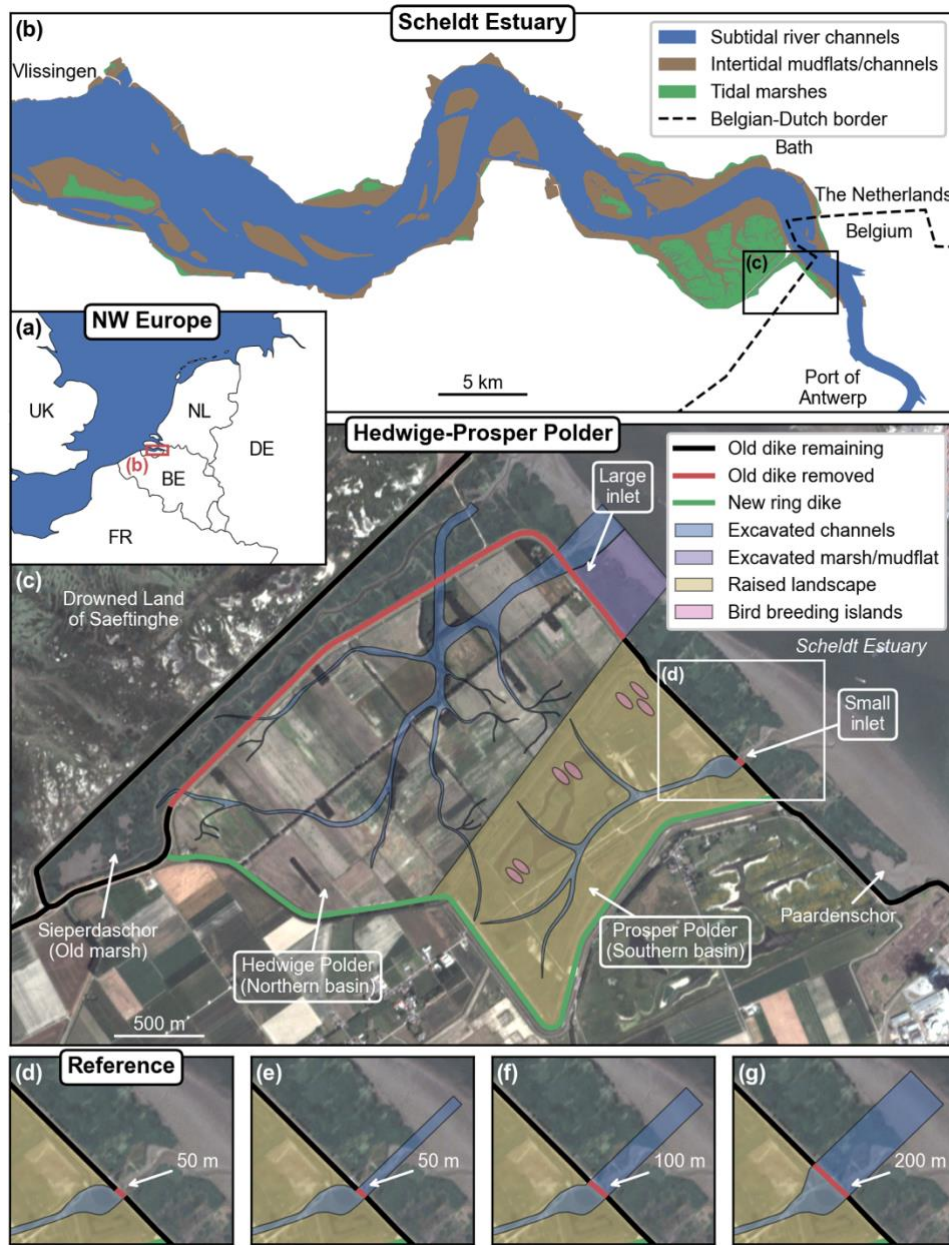 (b)
Scheldt Estuary
Vlissingen
Subtidal river channels
Intertidal mudflats/channels
Tidal marshes
Belgian-Dutch border
Bath
The Netherlands
Belgium
(c)
5 km
Port of
Antwerp
(a)
NW Europe
UK
NL
DE
(b)
BE
FR
Hedwige-Prosper Polder
Old dike remaining
Old dike removed
New ring dike
Excavated channels
Excavated marsh/mudflat
Raised landscape
Bird breeding islands
Large
inlet
(c)
Drowned Land
of Saeftinghe
Scheldt Estuary
(d)
Small
inlet
Sieperdaschor
(Old marsh)
Hedwige Polder
(Northern basin)
Prosper Polder
(Southern basin)
Paardenschor
500 m
(d)
Reference
50 m
(e)
50 m
(f)
100 m
(g)
200 m